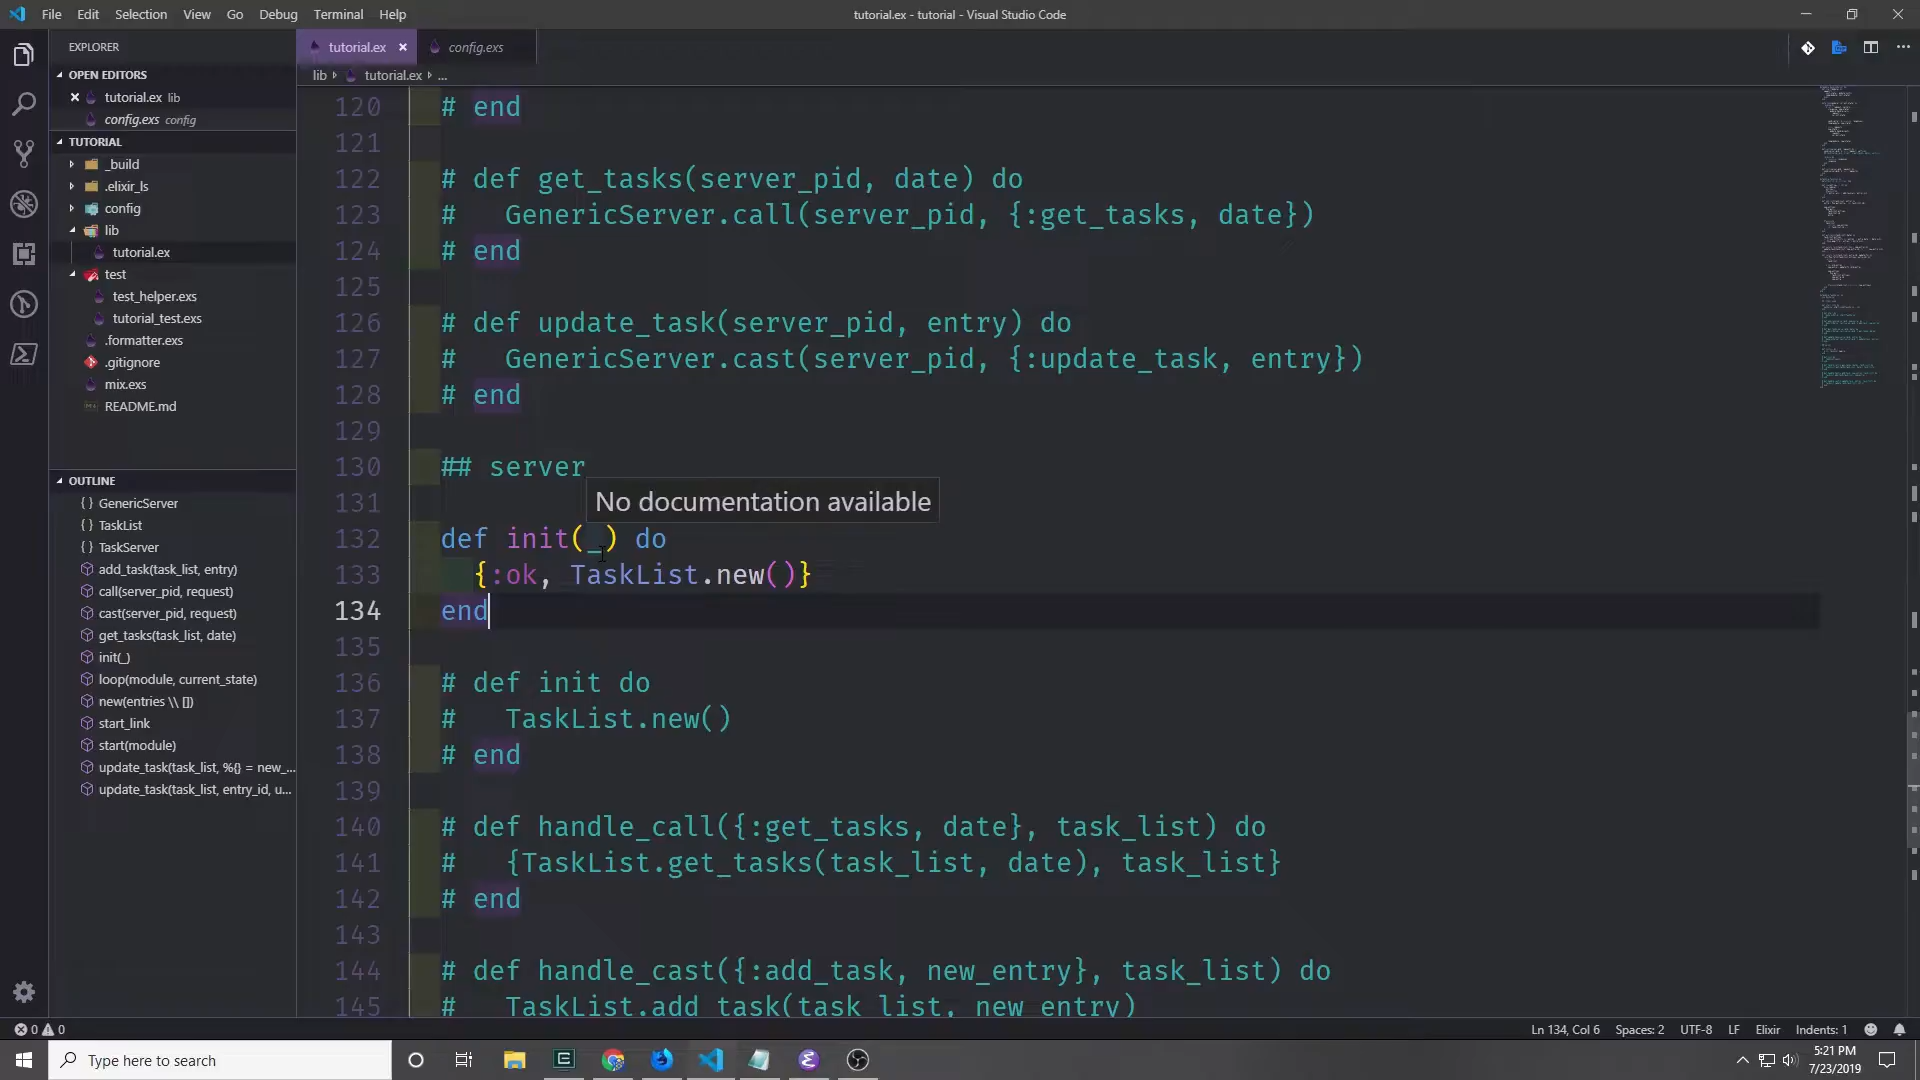 File Edit Selection View Go Debug Terminal Help
tutorial.ex - tutorial - Visual Studio Code
EXPLORER
OPEN EDITORS
tutorial.ex lib
config.exs config
TUTORIAL
_build
.elixir_ls
config
lib
tutorial.ex
test
test_helper.exs
tutorial_test.exs
.formatter.exs
.gitignore
mix.exs
README.md
OUTLINE
{ } GenericServer
{ } TaskList
{ } TaskServer
add_task(task_list, entry)
call(server_pid, request)
cast(server_pid, request)
get_tasks(task_list, date)
init(_)
loop(module, current_state)
new(entries \\ [])
start_link
start(module)
update_task(task_list, %{} = new_...
update_task(task_list, entry_id, u...
tutorial.ex
config.exs
lib tutorial.ex ...
120 # end
121
122 # def get_tasks(server_pid, date) do
123 #   GenericServer.call(server_pid, {:get_tasks, date})
124 # end
125
126 # def update_task(server_pid, entry) do
127 #   GenericServer.cast(server_pid, {:update_task, entry})
128 # end
129
130 ## server
131
No documentation available
132 def init(_) do
133   {:ok, TaskList.new()}
134 end
135
136 # def init do
137 #   TaskList.new()
138 # end
139
140 # def handle_call({:get_tasks, date}, task_list) do
141 #   {TaskList.get_tasks(task_list, date), task_list}
142 # end
143
144 # def handle_cast({:add_task, new_entry}, task_list) do
145 #   TaskList.add_task(task_list, new_entry)
0 0
Ln 134, Col 6 Spaces: 2 UTF-8 LF Elixir Indents: 1
Type here to search
5:21 PM
7/23/2019